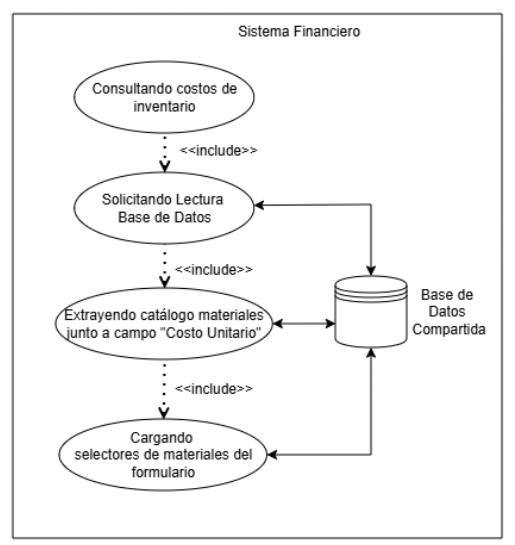 Sistema Financiero
Consultando costos de
inventario
<<include>>
Solicitando Lectura
Base de Datos
<<include>>
Extrayendo catálogo materiales
junto a campo "Costo Unitario"
Base de
Datos
Compartida
<<include>>
Cargando
selectores de materiales del
formulario